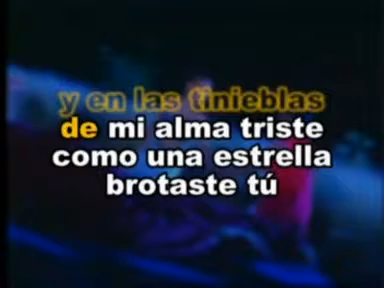 y en las tinieblas
de mi alma triste
como una estrella
brotaste tú